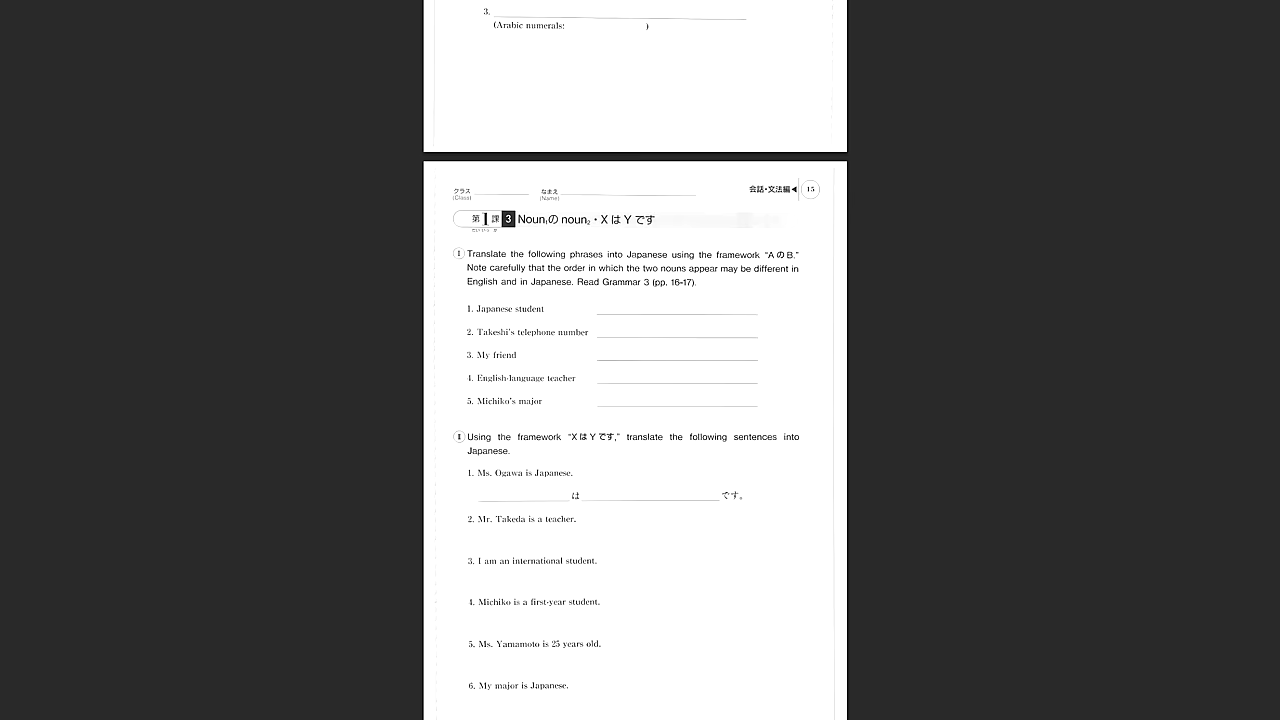 3.
(Arabic numerals: )
クラス なまえ 会話・文法編◀ 15
(Class) (Name)
第1課 3 Noun₁の noun₂・X は Y です
だい いっ か
Ⅰ Translate the following phrases into Japanese using the framework “A の B.”
Note carefully that the order in which the two nouns appear may be different in
English and in Japanese. Read Grammar 3 (pp. 16-17).
1. Japanese student
2. Takeshi's telephone number
3. My friend
4. English-language teacher
5. Michiko's major
Ⅱ Using the framework “X は Y です,” translate the following sentences into
Japanese.
1. Ms. Ogawa is Japanese.
は です。
2. Mr. Takeda is a teacher.
3. I am an international student.
4. Michiko is a first-year student.
5. Ms. Yamamoto is 25 years old.
6. My major is Japanese.